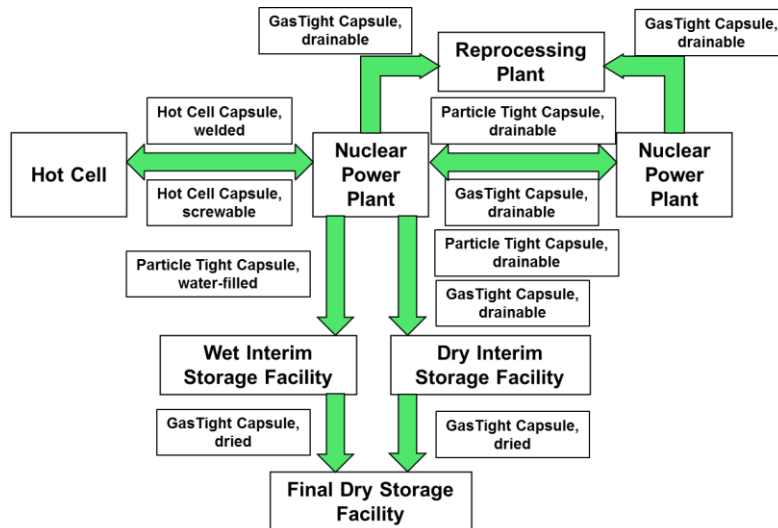 GasTight Capsule,
drainable
Reprocessing
Plant
GasTight Capsule,
drainable
Hot Cell Capsule,
welded
Particle Tight Capsule,
drainable
Hot Cell
Nuclear
Power
Plant
Nuclear
Power
Plant
Hot Cell Capsule,
screwable
GasTight Capsule,
drainable
Particle Tight Capsule,
water-filled
Particle Tight Capsule,
drainable
GasTight Capsule,
drainable
Wet Interim
Storage Facility
Dry Interim
Storage Facility
GasTight Capsule,
dried
GasTight Capsule,
dried
Final Dry Storage
Facility